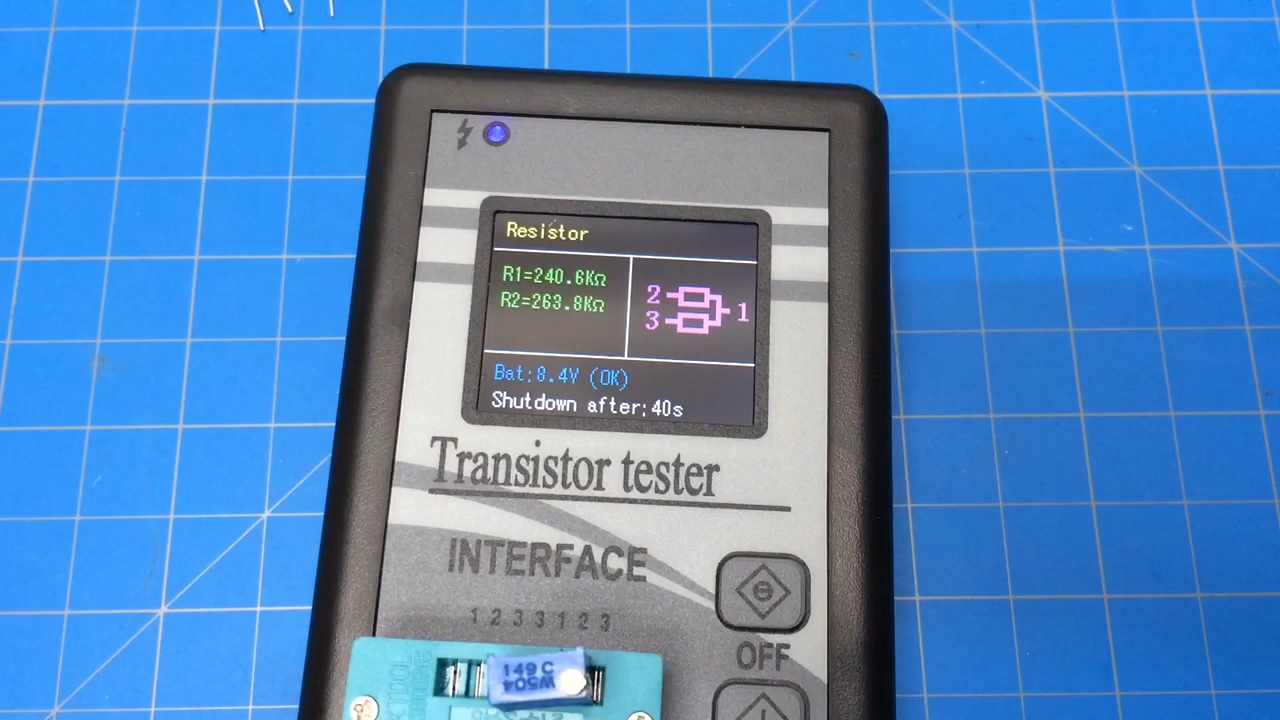 Resistor
R1=240.6KΩ
R2=263.8KΩ
2
3
1
Bat:8.4V (OK)
Shutdown after:40s
Transistor tester
INTERFACE
1 2 3 3 1 2 3
OFF
149C
W504